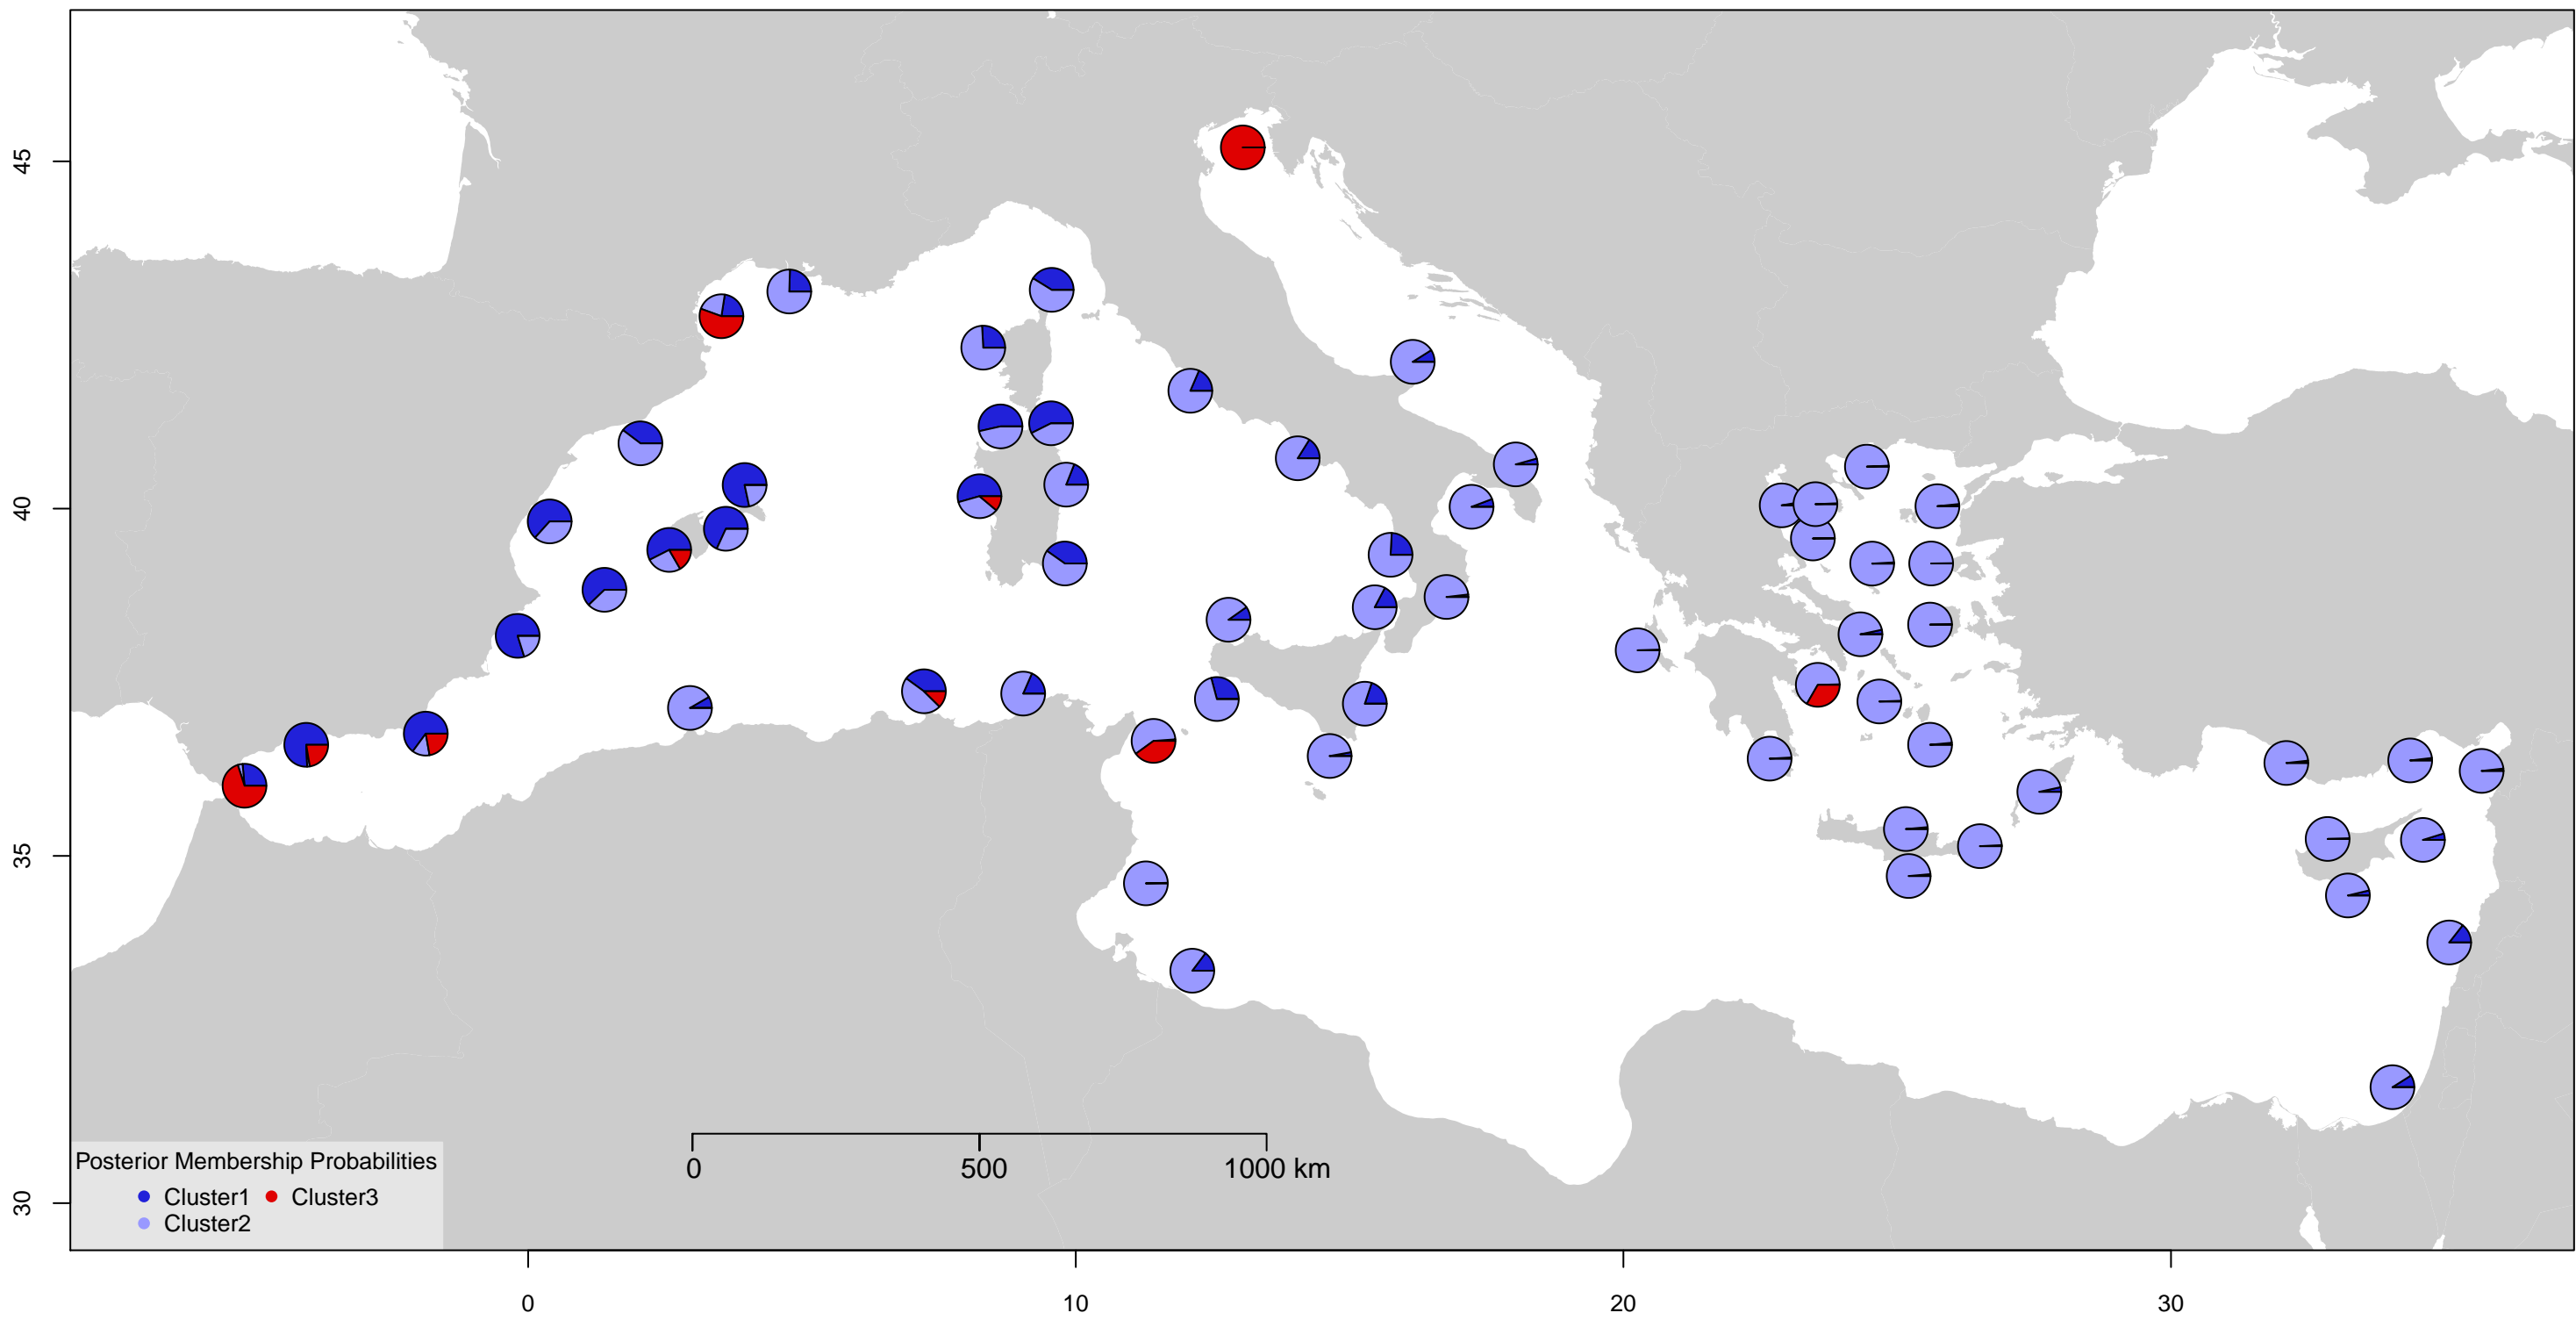 45
40
35
30
0 500 1000 km
Posterior Membership Probabilities
Cluster1 Cluster3
Cluster2
0 10 20 30